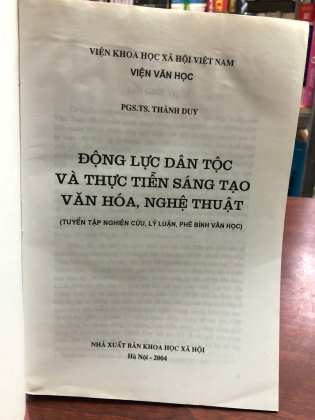 VIỆN KHOA HỌC XÃ HỘI VIỆT NAM
VIỆN VĂN HỌC
PGS.TS. THÀNH DUY
ĐỘNG LỰC DÂN TỘC
VÀ THỰC TIỄN SÁNG TẠO
VĂN HÓA, NGHỆ THUẬT
(TUYỂN TẬP NGHIÊN CỨU, LÝ LUẬN, PHÊ BÌNH VĂN HỌC)
NHÀ XUẤT BẢN KHOA HỌC XÃ HỘI
Hà Nội - 2004